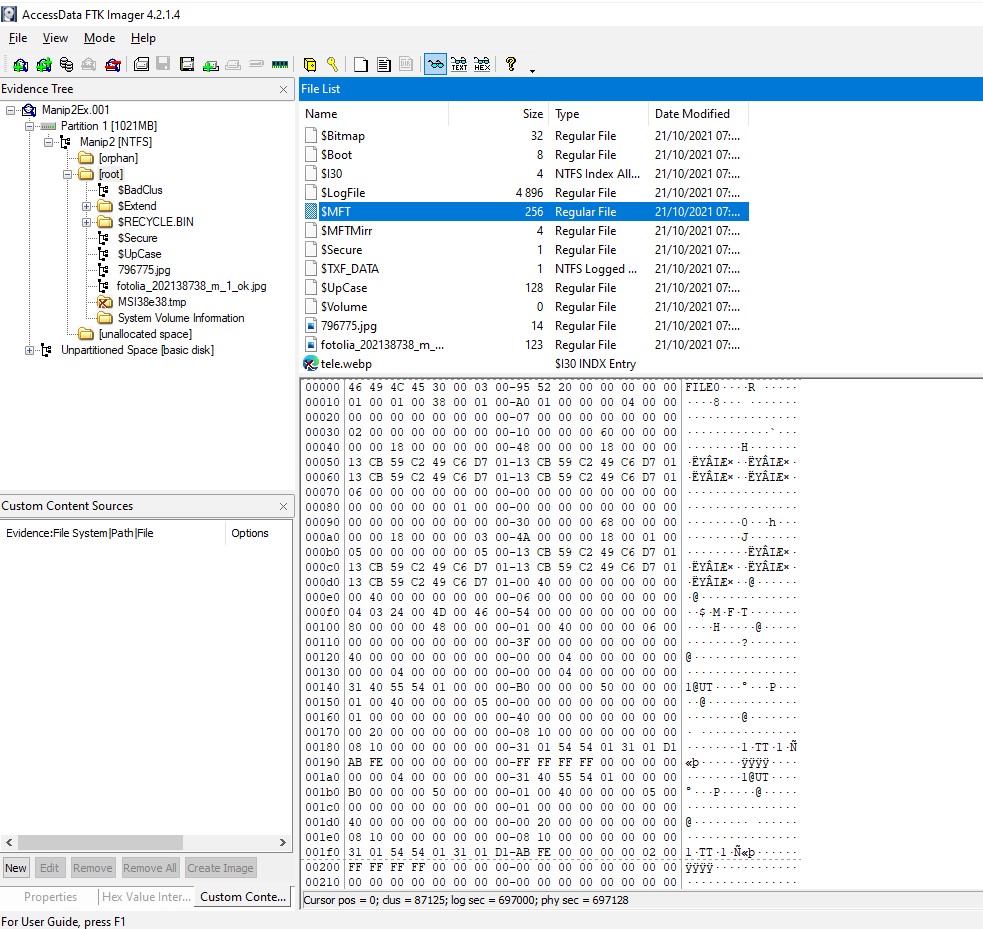 AccessData FTK Imager 4.2.1.4
File View Mode Help
Evidence Tree
Manip2Ex.001
Partition 1 [1021MB]
Manip2 [NTFS]
[orphan]
[root]
$BadClus
$Extend
$RECYCLE.BIN
$Secure
$UpCase
796775.jpg
fotolia_202138738_m_1_ok.jpg
MSI38e38.tmp
System Volume Information
[unallocated space]
Unpartitioned Space [basic disk]
Custom Content Sources
Evidence:File System|Path|File Options
New Edit Remove Remove All Create Image
Properties Hex Value Inter... Custom Conte...
File List
Name Size Type Date Modified
$Bitmap 32 Regular File 21/10/2021 07:...
$Boot 8 Regular File 21/10/2021 07:...
$I30 4 NTFS Index All... 21/10/2021 07:...
$LogFile 4 896 Regular File 21/10/2021 07:...
$MFT 256 Regular File 21/10/2021 07:...
$MFTMirr 4 Regular File 21/10/2021 07:...
$Secure 1 Regular File 21/10/2021 07:...
$TXF_DATA 1 NTFS Logged ... 21/10/2021 07:...
$UpCase 128 Regular File 21/10/2021 07:...
$Volume 0 Regular File 21/10/2021 07:...
796775.jpg 14 Regular File 21/10/2021 07:...
fotolia_202138738_m_... 123 Regular File 21/10/2021 07:...
tele.webp $I30 INDX Entry
00000 46 49 4C 45 30 00 03 00-95 52 20 00 00 00 00 00 FILE0····R ·····
00010 01 00 01 00 38 00 01 00-A0 01 00 00 00 04 00 00 ····8··· ·······
00020 00 00 00 00 00 00 00 00-07 00 00 00 00 00 00 00 ················
00030 02 00 00 00 00 00 00 00-10 00 00 00 60 00 00 00 ············`···
00040 00 00 18 00 00 00 00 00-48 00 00 00 18 00 00 00 ········H·······
00050 13 CB 59 C2 49 C6 D7 01-13 CB 59 C2 49 C6 D7 01 ·ËYÂIÆ×··ËYÂIÆ×·
00060 13 CB 59 C2 49 C6 D7 01-13 CB 59 C2 49 C6 D7 01 ·ËYÂIÆ×··ËYÂIÆ×·
00070 06 00 00 00 00 00 00 00-00 00 00 00 00 00 00 00 ················
00080 00 00 00 00 00 01 00 00-00 00 00 00 00 00 00 00 ················
00090 00 00 00 00 00 00 00 00-30 00 00 00 68 00 00 00 ········0···h···
000a0 00 00 18 00 00 00 03 00-4A 00 00 00 18 00 01 00 ········J·······
000b0 05 00 00 00 00 00 05 00-13 CB 59 C2 49 C6 D7 01 ·········ËYÂIÆ×·
000c0 13 CB 59 C2 49 C6 D7 01-13 CB 59 C2 49 C6 D7 01 ·ËYÂIÆ×··ËYÂIÆ×·
000d0 13 CB 59 C2 49 C6 D7 01-00 40 00 00 00 00 00 00 ·ËYÂIÆ×··@······
000e0 00 40 00 00 00 00 00 00-06 00 00 00 00 00 00 00 ·@··············
000f0 04 03 24 00 4D 00 46 00-54 00 00 00 00 00 00 00 ··$·M·F·T·······
00100 80 00 00 00 48 00 00 00-01 00 40 00 00 00 06 00 ····H·····@·····
00110 00 00 00 00 00 00 00 00-3F 00 00 00 00 00 00 00 ········?·······
00120 40 00 00 00 00 00 00 00-00 00 04 00 00 00 00 00 @···············
00130 00 00 04 00 00 00 00 00-00 00 04 00 00 00 00 00 ················
00140 31 40 55 54 01 00 00 00-B0 00 00 00 50 00 00 00 1@UT····°···P···
00150 01 00 40 00 00 00 05 00-00 00 00 00 00 00 00 00 ··@·············
00160 01 00 00 00 00 00 00 00-40 00 00 00 00 00 00 00 ········@·······
00170 00 20 00 00 00 00 00 00-08 10 00 00 00 00 00 00 · ··············
00180 08 10 00 00 00 00 00 00-31 01 54 54 01 31 01 D1 ········1·TT·1·Ñ
00190 AB FE 00 00 00 00 00 00-FF FF FF FF 00 00 00 00 «þ······ÿÿÿÿ····
001a0 00 00 04 00 00 00 00 00-31 40 55 54 01 00 00 00 ········1@UT····
001b0 B0 00 00 00 50 00 00 00-01 00 40 00 00 00 05 00 °···P·····@·····
001c0 00 00 00 00 00 00 00 00-01 00 00 00 00 00 00 00 ················
001d0 40 00 00 00 00 00 00 00-00 20 00 00 00 00 00 00 @········ ······
001e0 08 10 00 00 00 00 00 00-08 10 00 00 00 00 00 00 ················
001f0 31 01 54 54 01 31 01 D1-AB FE 00 00 00 00 02 00 1·TT·1·Ñ«þ······
00200 FF FF FF FF 00 00 00 00-00 00 00 00 00 00 00 00 ÿÿÿÿ············
00210 00 00 00 00 00 00 00 00-00 00 00 00 00 00 00 00 ················
Cursor pos = 0; clus = 87125; log sec = 697000; phy sec = 697128
For User Guide, press F1